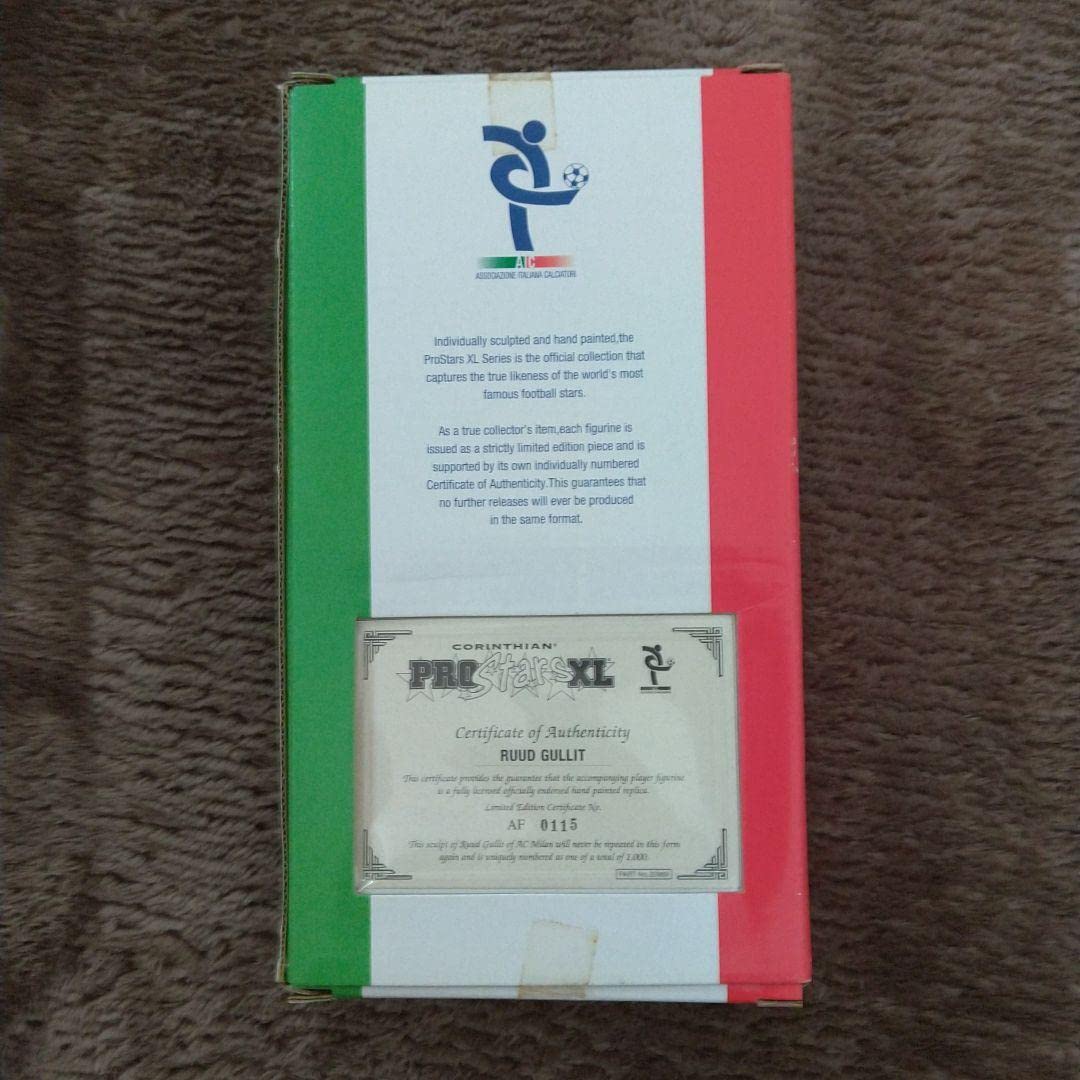 AIC
ASSOCIAZIONE ITALIANA CALCIATORI
Individually sculpted and hand painted,the
ProStars XL Series is the official collection that
captures the true likeness of the world's most
famous football stars.
As a true collector's item,each figurine is
issued as a strictly limited edition piece and is
supported by its own individually numbered
Certificate of Authenticity.This guarantees that
no further releases will ever be produced
in the same format.
CORINTHIAN®
PRO Stars XL
Certificate of Authenticity
RUUD GULLIT
This certificate provides the guarantee that the accompanying player figurine
is a fully licensed officially endorsed hand painted replica.
Limited Edition Certificate No.
AF 0115
This sculpt of Ruud Gullit of AC Milan will never be repeated in this form
again and is uniquely numbered as one of a total of 1,000.
PART No.